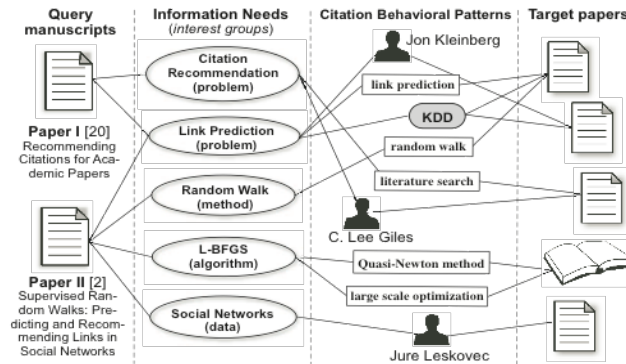 Query
manuscripts
Information Needs
(interest groups)
Citation Behavioral Patterns
Target papers
Paper I [20]
Recommending
Citations for Aca-
demic Papers
Paper II [2]
Supervised Ran-
dom Walks: Pre-
dicting and Recom-
mending Links in
Social Networks
Citation
Recommendation
(problem)
Link Prediction
(problem)
Random Walk
(method)
L-BFGS
(algorithm)
Social Networks
(data)
Jon Kleinberg
link prediction
KDD
random walk
literature search
C. Lee Giles
Quasi-Newton method
large scale optimization
Jure Leskovec